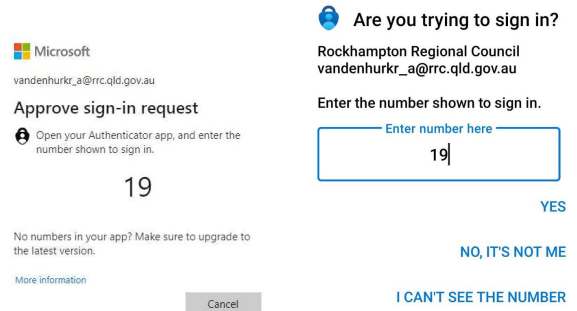 Microsoft
vandenhurkr_a@rrc.qld.gov.au
Approve sign-in request
Open your Authenticator app, and enter the
number shown to sign in.
19
No numbers in your app? Make sure to upgrade to
the latest version.
More information
Cancel
Are you trying to sign in?
Rockhampton Regional Council
vandenhurkr_a@rrc.qld.gov.au
Enter the number shown to sign in.
Enter number here
19
YES
NO, IT'S NOT ME
I CAN'T SEE THE NUMBER